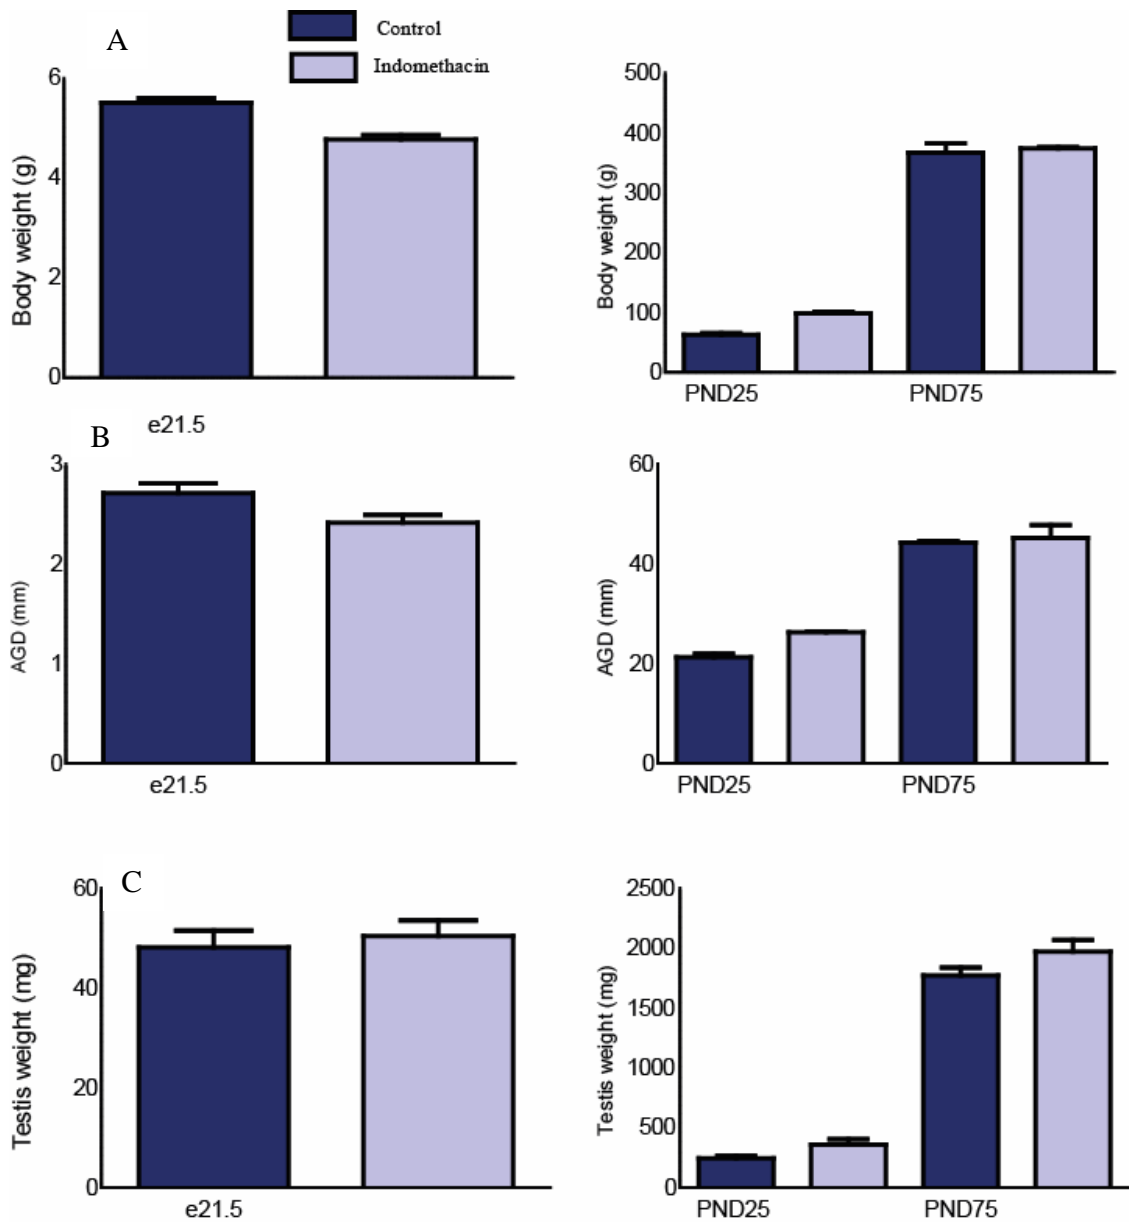 A
Control
Indomethacin
6
4
2
0
Body weight (g)
e21.5
500
400
300
200
100
0
Body weight (g)
PND25 PND75
B
3
2
1
0
AGD (mm)
e21.5
60
40
20
0
AGD (mm)
PND25 PND75
C
60
40
20
0
Testis weight (mg)
e21.5
2500
2000
1500
1000
500
0
Testis weight (mg)
PND25 PND75